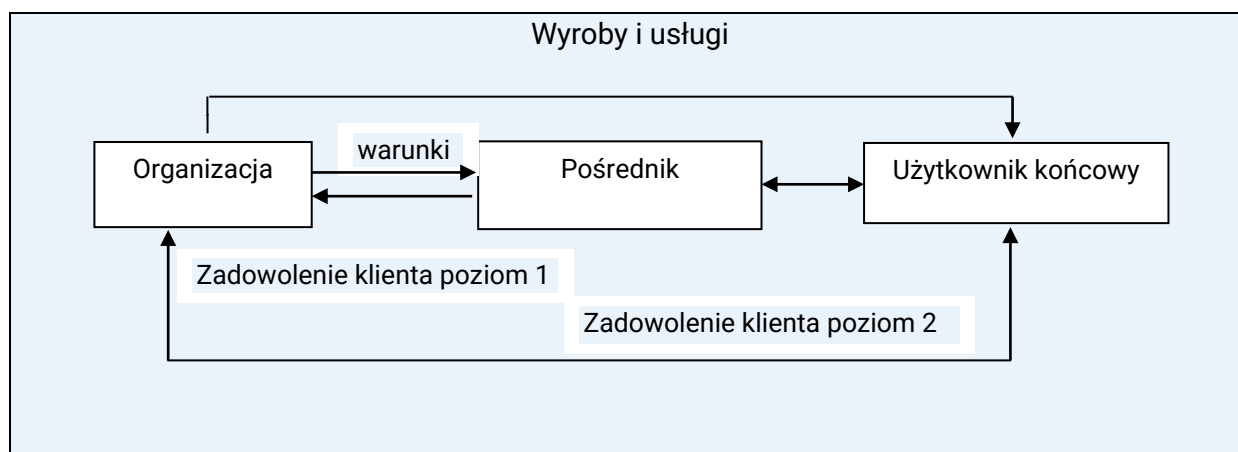 Wyroby i usługi
warunki
Organizacja
Pośrednik
Użytkownik końcowy
Zadowolenie klienta poziom 1
Zadowolenie klienta poziom 2